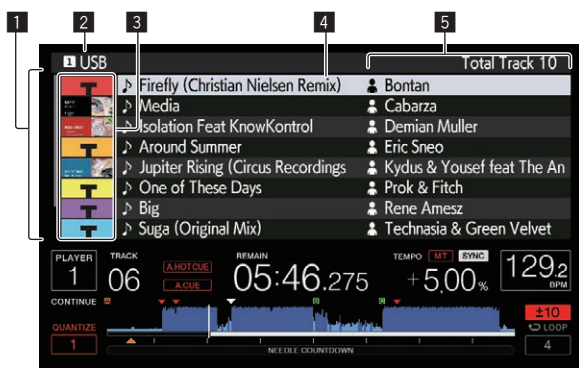 1 2 3 4 5
1 USB Total Track 10
Firefly (Christian Nielsen Remix) Bontan
Media Cabarza
Isolation Feat KnowKontrol Demian Muller
Around Summer Eric Sneo
Jupiter Rising (Circus Recordings Kydus & Yousef feat The An
One of These Days Prok & Fitch
Big Rene Amesz
Suga (Original Mix) Technasia & Green Velvet
PLAYER 1 TRACK 06 A.HOTCUE A.CUE REMAIN 05:46.275 TEMPO MT SYNC +5.00% 129.2 BPM
CONTINUE
QUANTIZE 1
±10
LOOP
4
NEEDLE COUNTDOWN